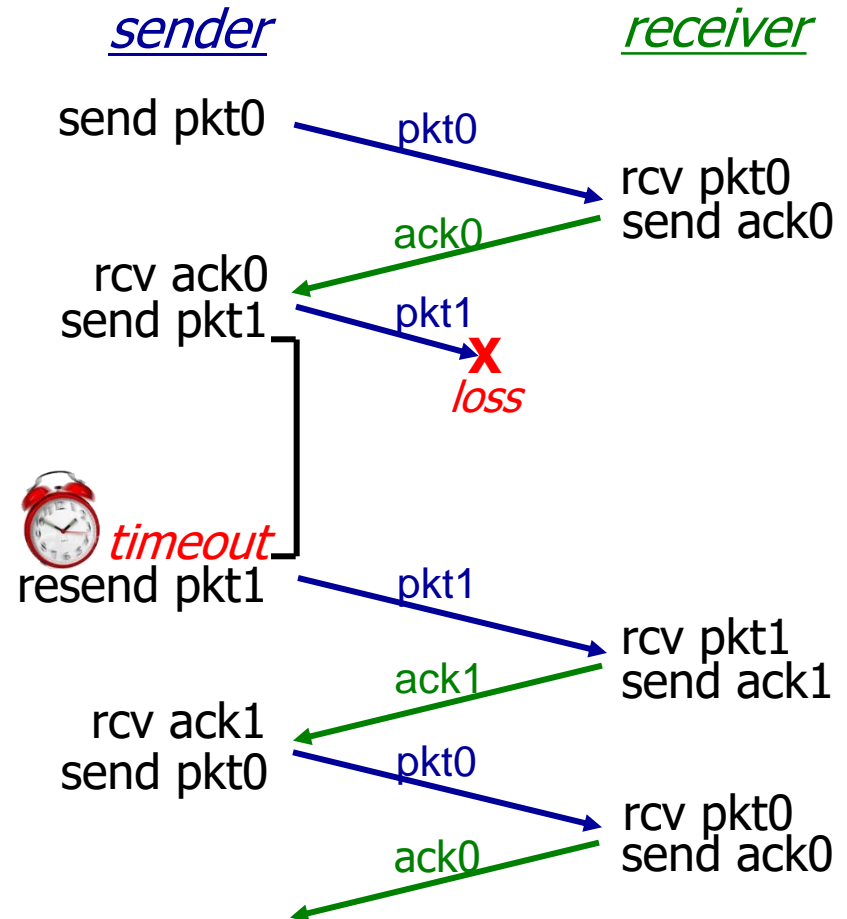 sender
receiver
send pkt0
pkt0
rcv pkt0
send ack0
ack0
rcv ack0
send pkt1
pkt1
X
loss
timeout
resend pkt1
pkt1
rcv pkt1
send ack1
ack1
rcv ack1
send pkt0
pkt0
rcv pkt0
send ack0
ack0